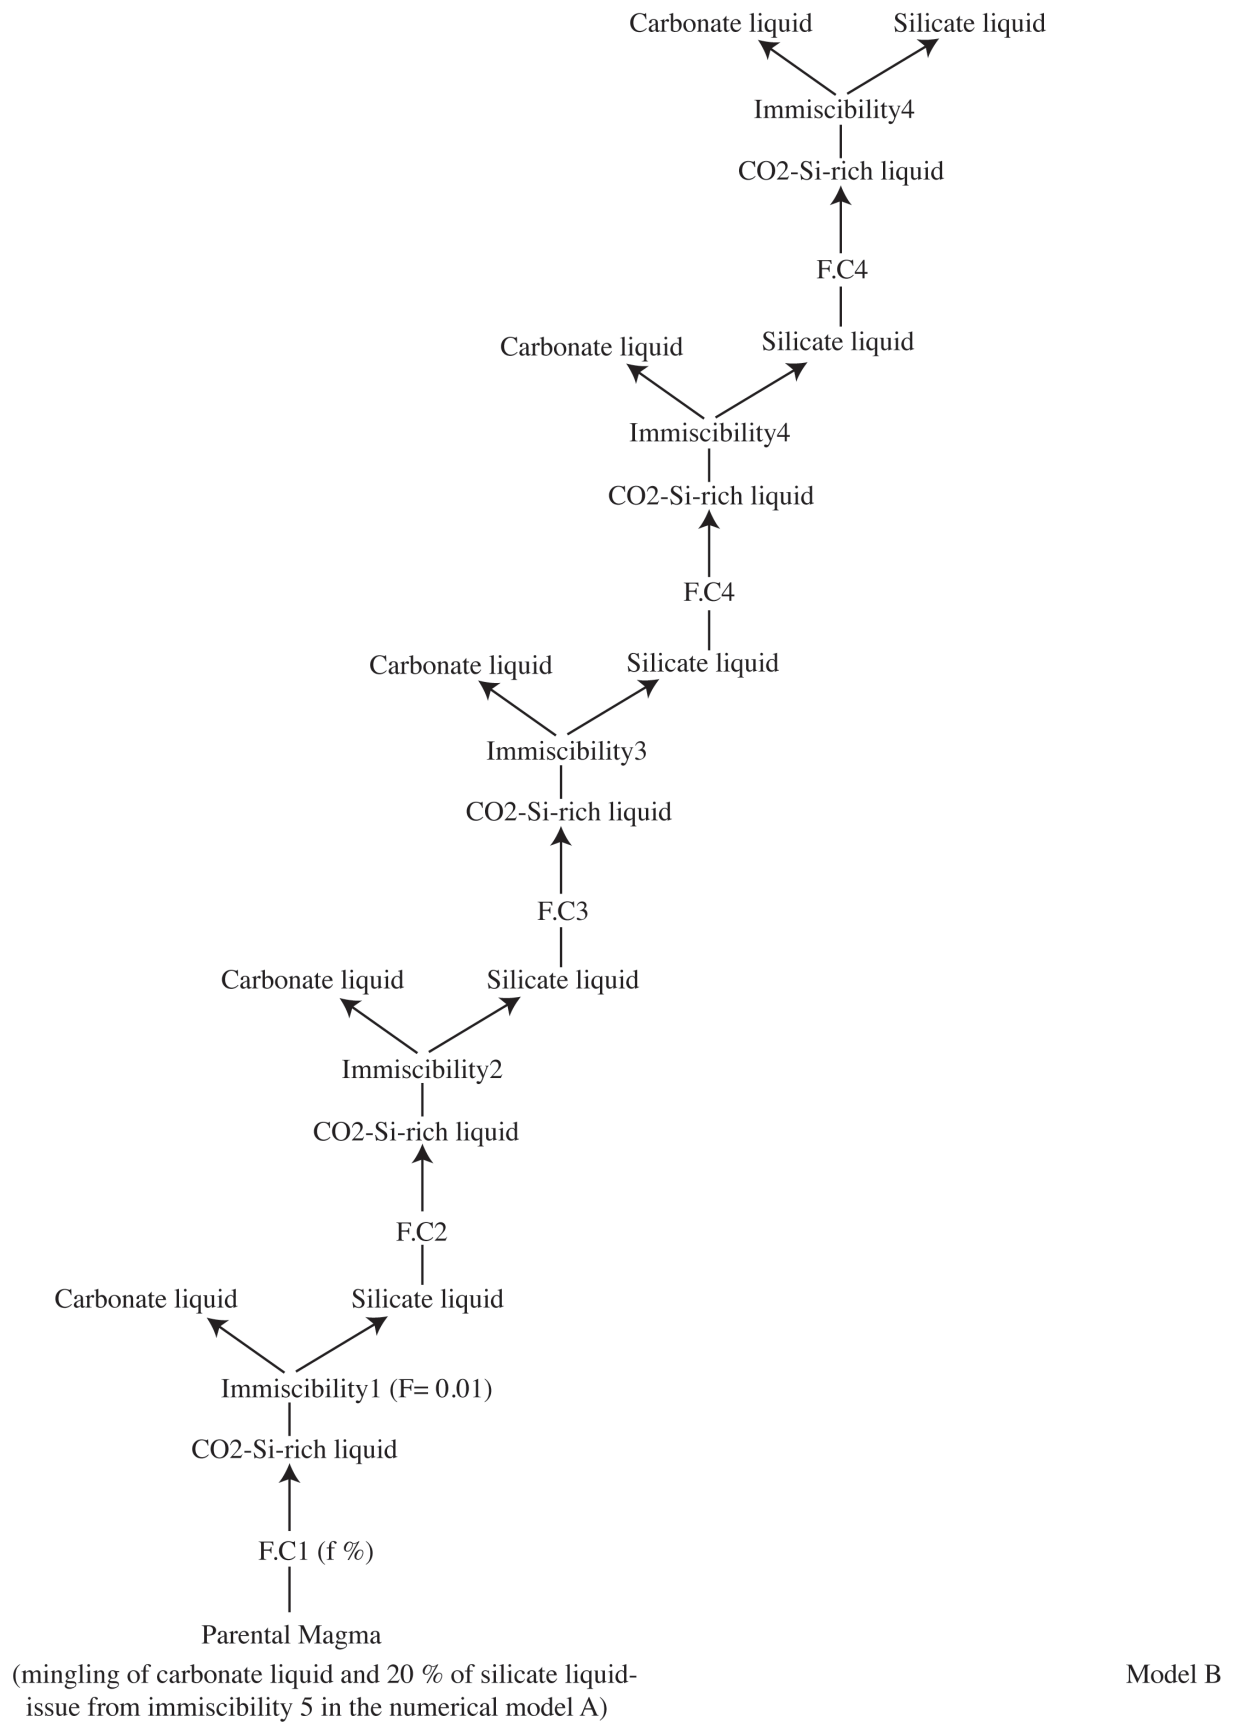 Carbonate liquid
Silicate liquid
Immiscibility4
CO2-Si-rich liquid
F.C4
Silicate liquid
Carbonate liquid
Immiscibility4
CO2-Si-rich liquid
F.C4
Silicate liquid
Carbonate liquid
Immiscibility3
CO2-Si-rich liquid
F.C3
Carbonate liquid
Silicate liquid
Immiscibility2
CO2-Si-rich liquid
F.C2
Carbonate liquid
Silicate liquid
Immiscibility1 (F= 0.01)
CO2-Si-rich liquid
F.C1 (f %)
Parental Magma
(mingling of carbonate liquid and 20 % of silicate liquid-
issue from immiscibility 5 in the numerical model A)
Model B